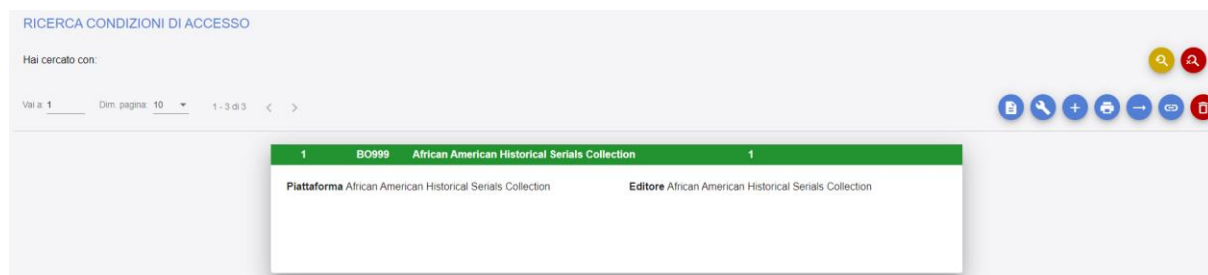 RICERCA CONDIZIONI DI ACCESSO
Hai cercato con:
Vai a: 1 Dim. pagina: 10 1 - 3 di 3
1 BO999 African American Historical Serials Collection 1
Piattaforma African American Historical Serials Collection Editore African American Historical Serials Collection